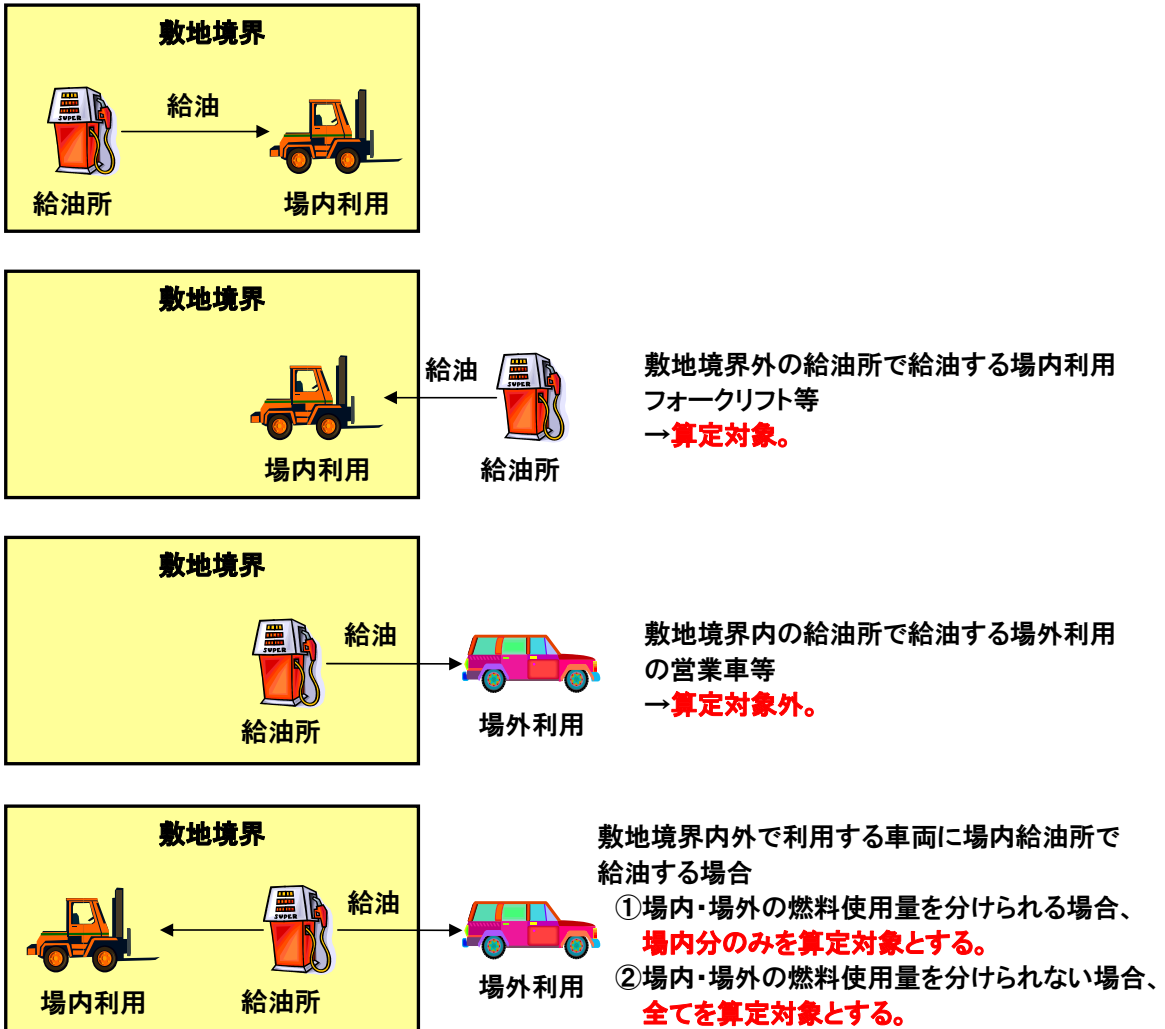 敷地境界
給油
SUPER
給油所
場内利用
敷地境界
給油
SUPER
場内利用
給油所
敷地境界外の給油所で給油する場内利用
フォークリフト等
→算定対象。
敷地境界
給油
SUPER
給油所
場外利用
敷地境界内の給油所で給油する場外利用
の営業車等
→算定対象外。
敷地境界
給油
SUPER
場内利用
給油所
場外利用
敷地境界内外で利用する車両に場内給油所で
給油する場合
①場内・場外の燃料使用量を分けられる場合、
場内分のみを算定対象とする。
②場内・場外の燃料使用量を分けられない場合、
全てを算定対象とする。